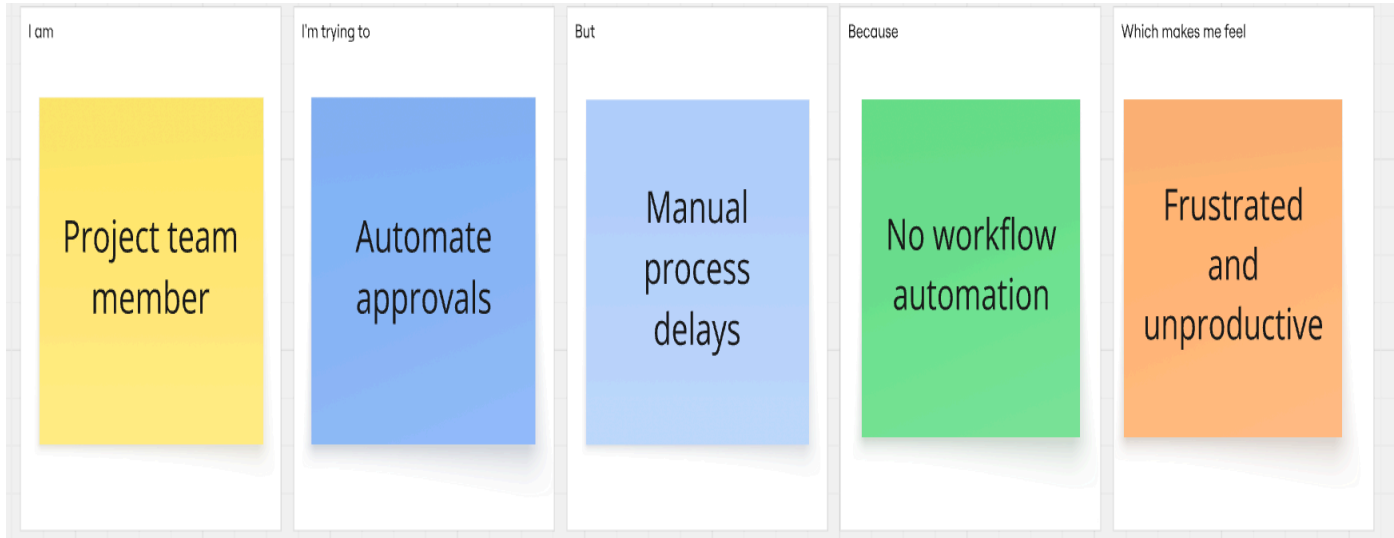 I am
Project team
member
I'm trying to
Automate
approvals
But
Manual
process
delays
Because
No workflow
automation
Which makes me feel
Frustrated
and
unproductive